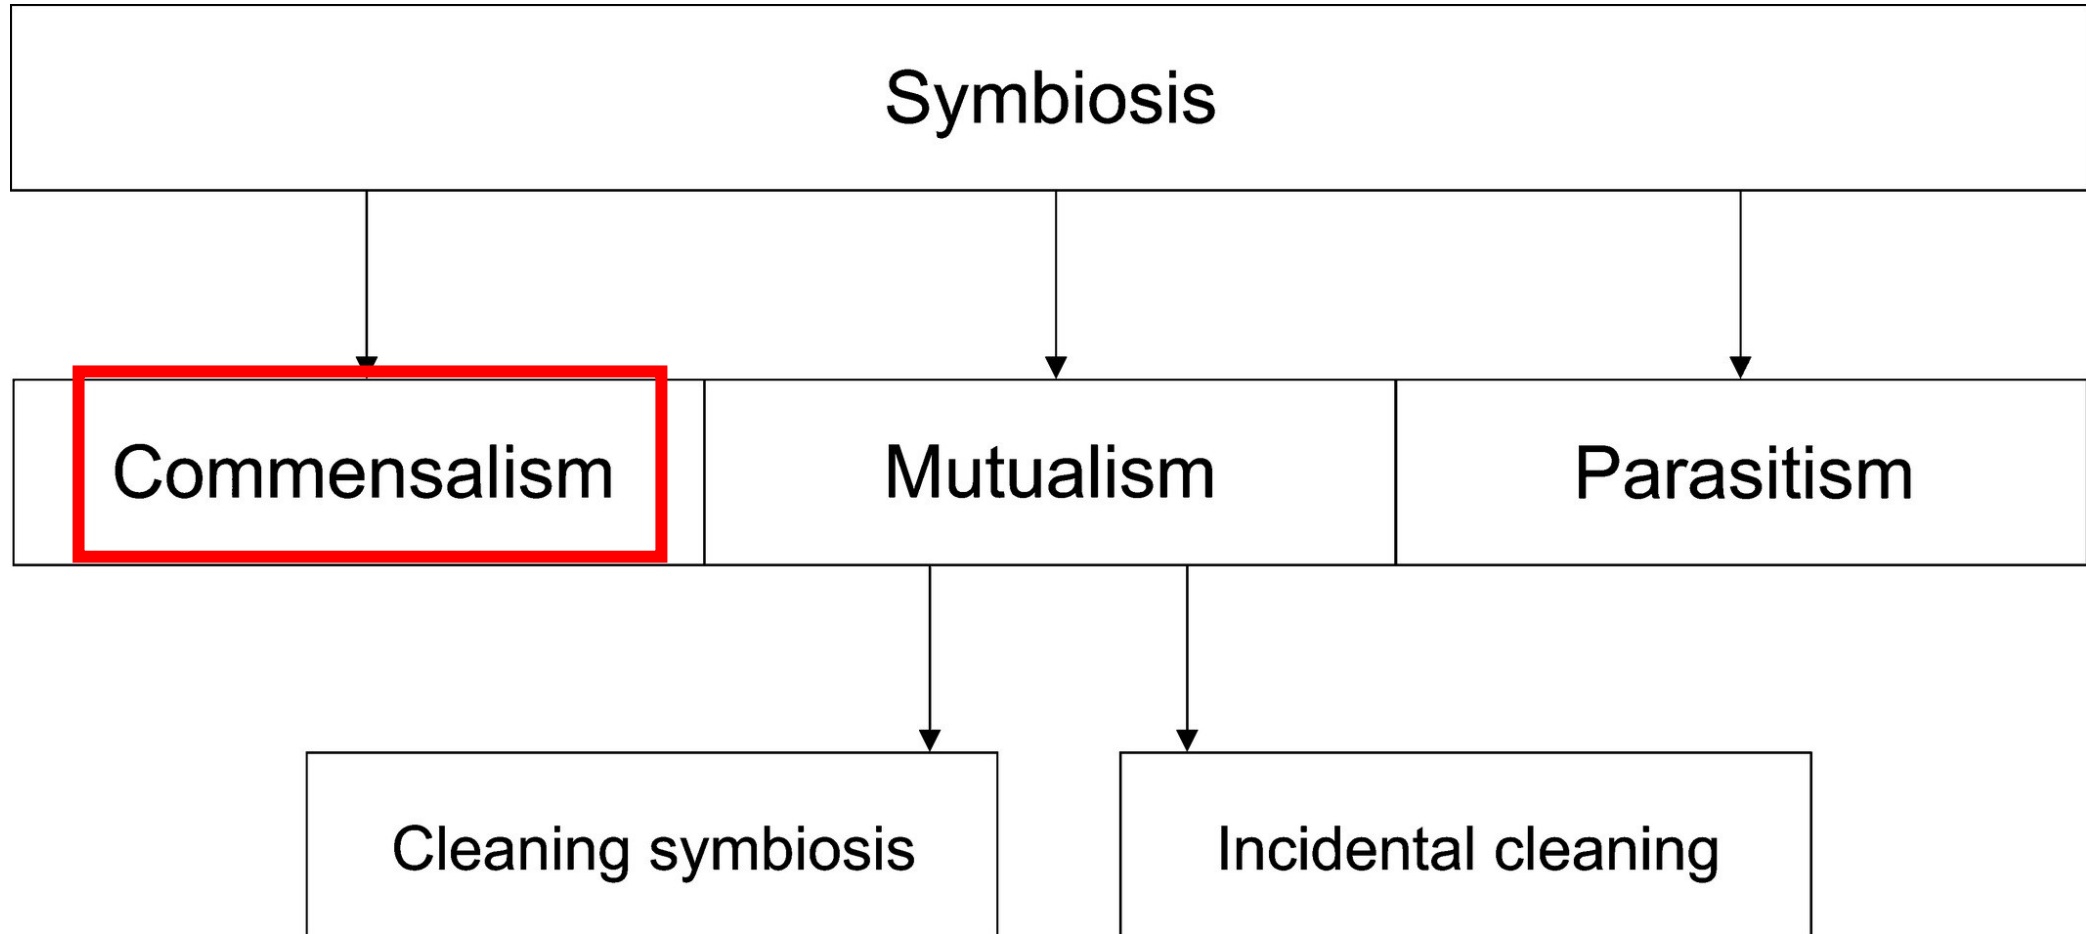 Symbiosis
Commensalism
Mutualism
Parasitism
Cleaning symbiosis
Incidental cleaning